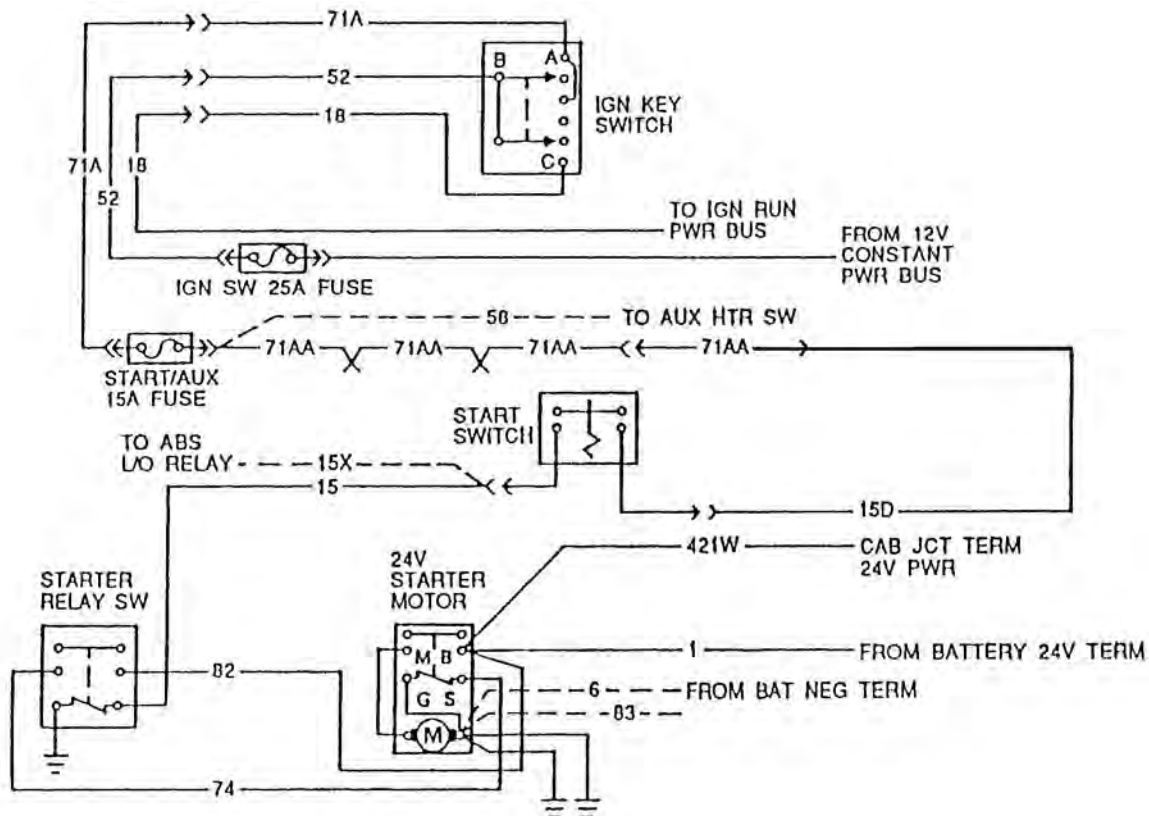 71A
B
A
52
IGN KEY
SWITCH
18
C
71A
18
52
TO IGN RUN
PWR BUS
FROM 12V
CONSTANT
PWR BUS
IGN SW 25A FUSE
56
TO AUX HTR SW
71AA
71AA
71AA
71AA
START/AUX
15A FUSE
START
SWITCH
TO ABS
L/O RELAY
15X
15
15D
421W
CAB JCT TERM
24V PWR
24V
STARTER
MOTOR
STARTER
RELAY SW
M B
1
FROM BATTERY 24V TERM
82
G S
6
FROM BAT NEG TERM
83
M
74